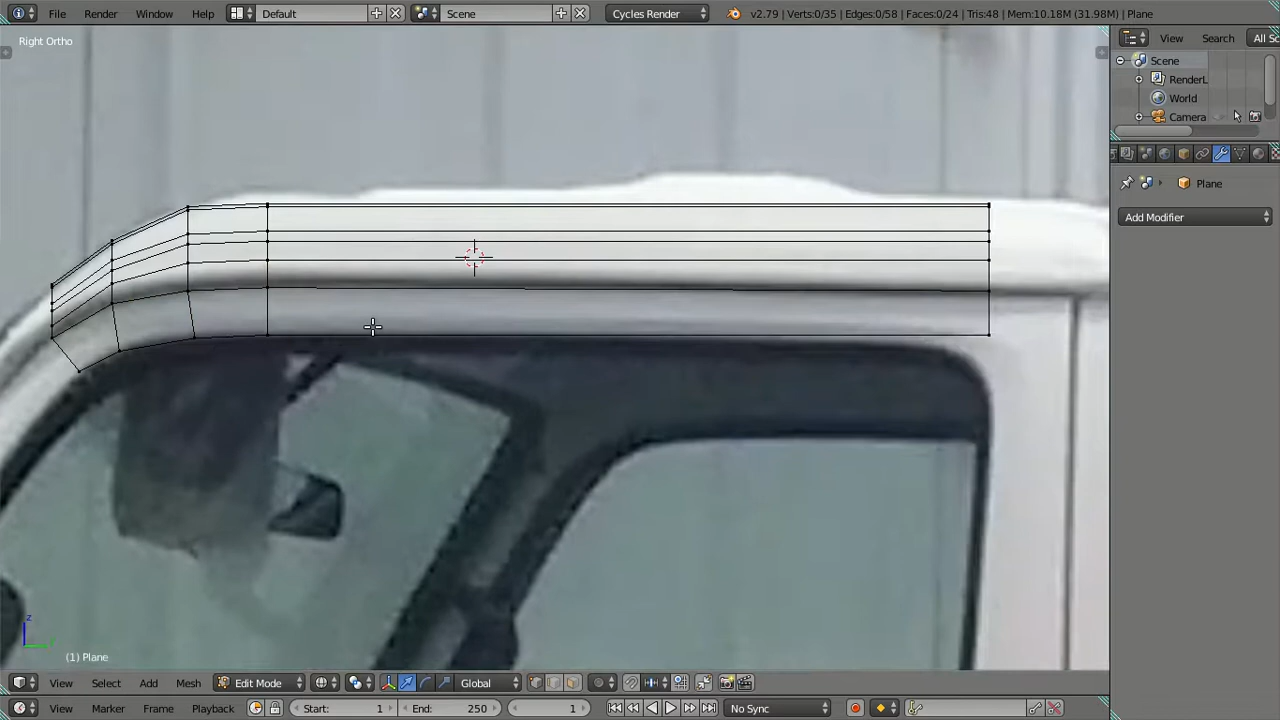 File Render Window Help Default Scene Cycles Render v2.79 | Verts:0/35 | Edges:0/58 | Faces:0/24 | Tris:48 | Mem:10.18M (31.98M) | Plane
Right Ortho
View Search All Sc
Scene
RenderL
World
Camera
Plane
Add Modifier
z
(1) Plane
View Select Add Mesh Edit Mode Global
View Marker Frame Playback Start: 1 End: 250 1 No Sync